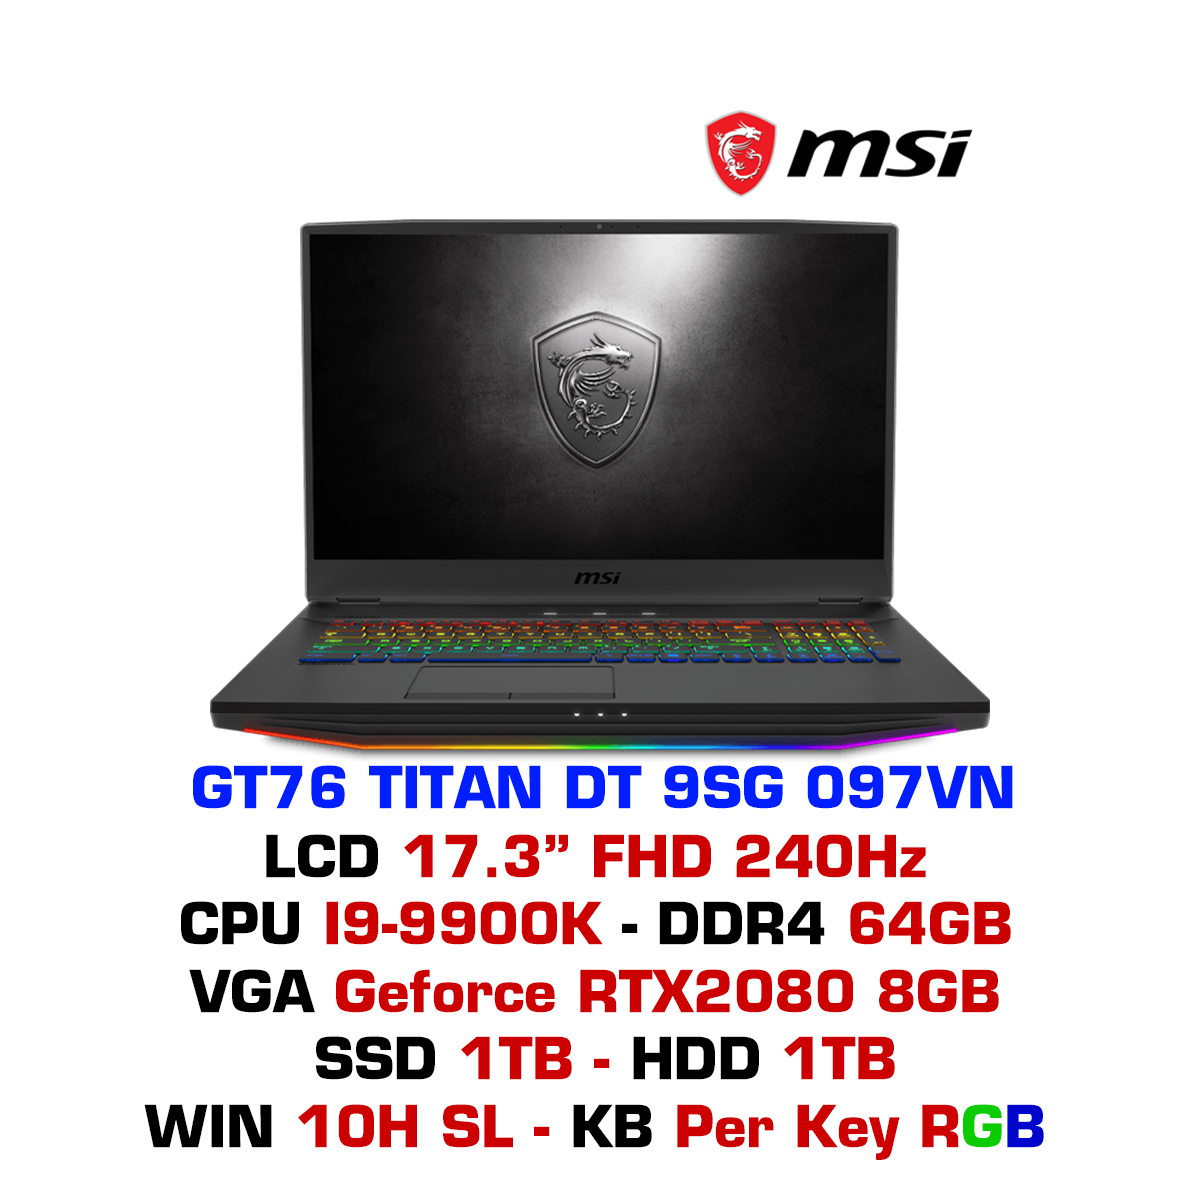 msi
msi
GT76 TITAN DT 9SG 097VN
LCD 17.3” FHD 240Hz
CPU I9-9900K - DDR4 64GB
VGA Geforce RTX2080 8GB
SSD 1TB - HDD 1TB
WIN 10H SL - KB Per Key RGB